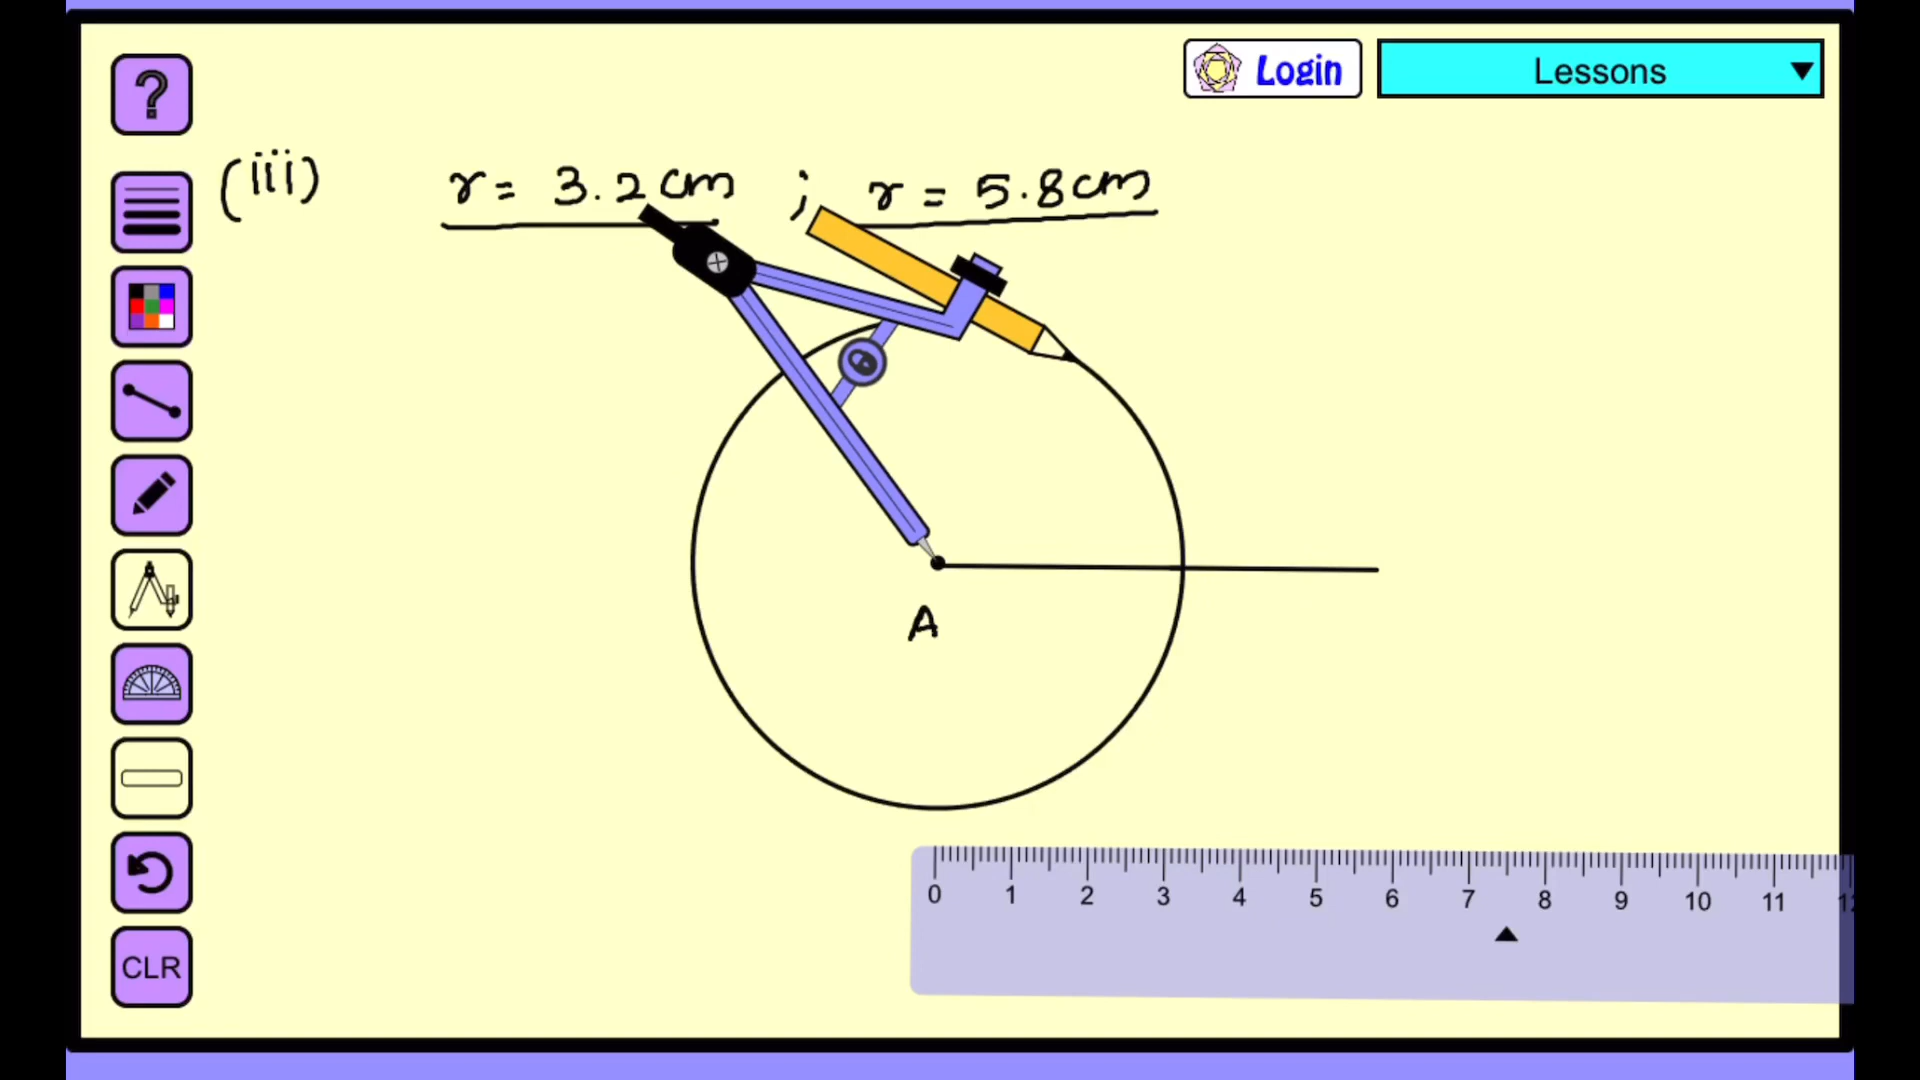 Login
Lessons
?
(iii) r = 3.2 cm ; r = 5.8 cm
A
0 1 2 3 4 5 6 7 8 9 10 11 12
CLR